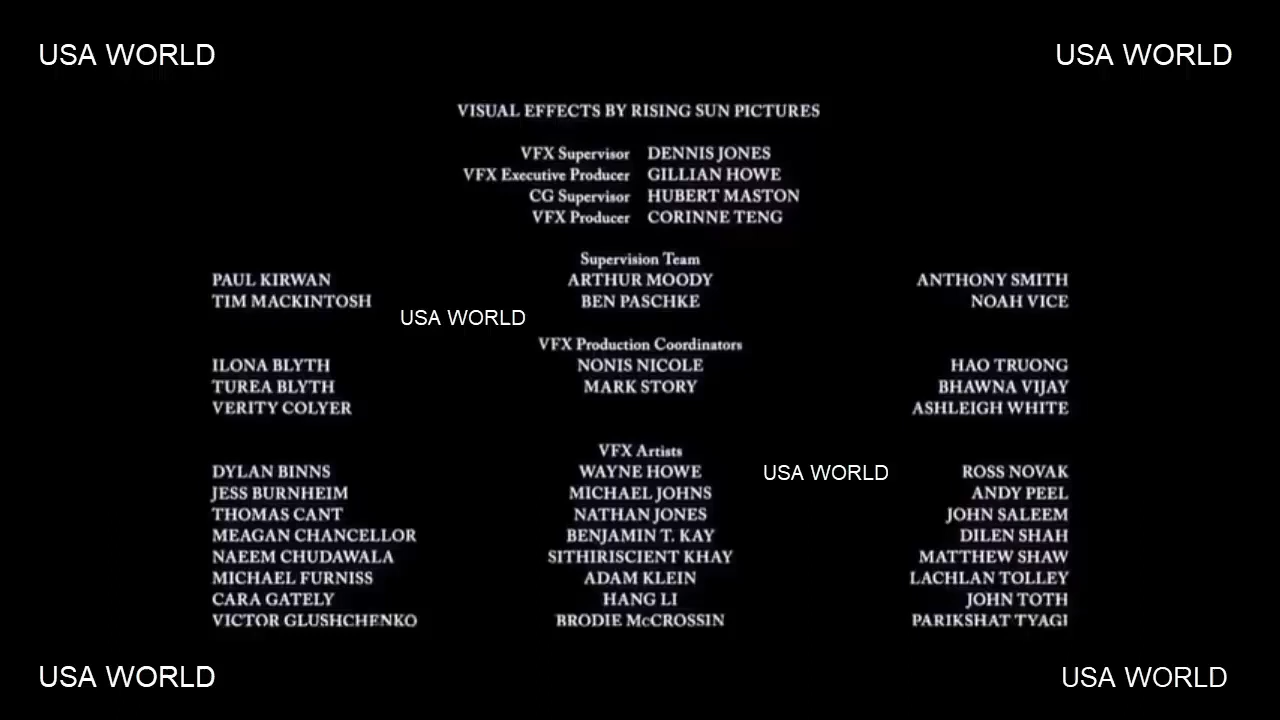 USA WORLD USA WORLD
VISUAL EFFECTS BY RISING SUN PICTURES
VFX Supervisor DENNIS JONES
VFX Executive Producer GILLIAN HOWE
CG Supervisor HUBERT MASTON
VFX Producer CORINNE TENG
Supervision Team
PAUL KIRWAN ARTHUR MOODY ANTHONY SMITH
TIM MACKINTOSH BEN PASCHKE NOAH VICE
USA WORLD
VFX Production Coordinators
ILONA BLYTH NONIS NICOLE HAO TRUONG
TUREA BLYTH MARK STORY BHAWNA VIJAY
VERITY COLYER ASHLEIGH WHITE
VFX Artists
DYLAN BINNS WAYNE HOWE USA WORLD ROSS NOVAK
JESS BURNHEIM MICHAEL JOHNS ANDY PEEL
THOMAS CANT NATHAN JONES JOHN SALEEM
MEAGAN CHANCELLOR BENJAMIN T. KAY DILEN SHAH
NAEEM CHUDAWALA SITHIRISCIENT KHAY MATTHEW SHAW
MICHAEL FURNISS ADAM KLEIN LACHLAN TOLLEY
CARA GATELY HANG LI JOHN TOTH
VICTOR GLUSHCHENKO BRODIE McCROSSIN PARIKSHAT TYAGI
USA WORLD USA WORLD